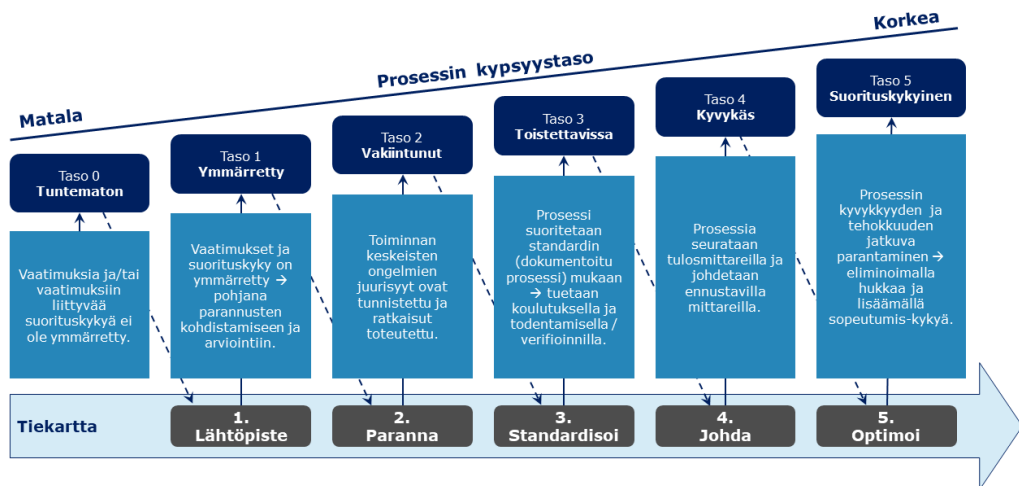 Korkea
Prosessin kypsyystaso
Matala
Taso 0
Tuntematon
Vaatimuksia ja/tai
vaatimuksiin
liittyvää
suorituskykyä ei
ole ymmärretty.
Taso 1
Ymmärretty
Vaatimukset ja
suorituskyky on
ymmärretty →
pohjana
parannusten
kohdistamiseen ja
arviointiin.
Taso 2
Vakiintunut
Toiminnan
keskeisten
ongelmien
juurisyyt ovat
tunnistettu ja
ratkaisut
toteutettu.
Taso 3
Toistettavissa
Prosessi
suoritetaan
standardin
(dokumentoitu
prosessi) mukaan
→ tuetaan
koulutuksella ja
todentamisella /
verifioinnilla.
Taso 4
Kyvykäs
Prosessia
seurataan
tulosmittareilla ja
johdetaan
ennustavilla
mittareilla.
Taso 5
Suorituskykyinen
Prosessin
kyvykkyyden ja
tehokkuuden
jatkuva
parantaminen →
eliminoimalla
hukkaa ja
lisäämällä
sopeutumis-kykyä.
Tiekartta
1.
Lähtöpiste
2.
Paranna
3.
Standardisoi
4.
Johda
5.
Optimoi